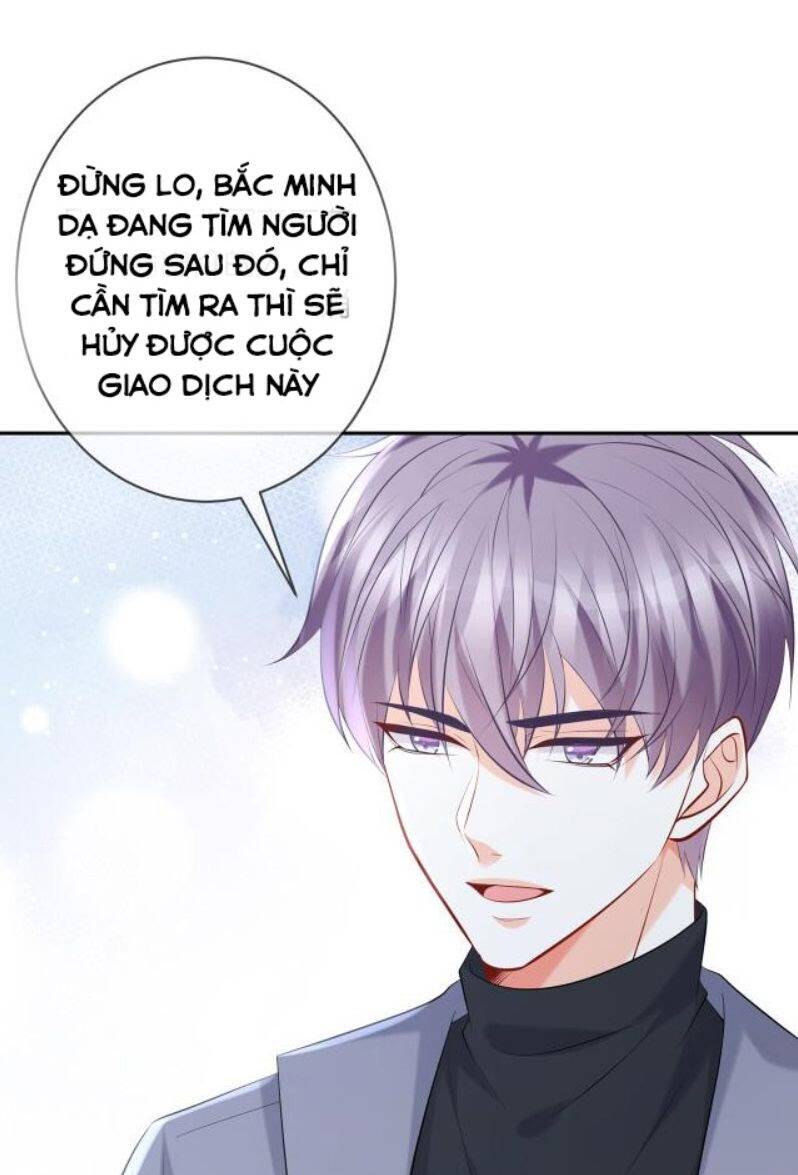 ĐỪNG LO, BẮC MINH
DẠ ĐANG TÌM NGƯỜI
ĐỨNG SAU ĐÓ, CHỈ
CẦN TÌM RA THÌ SẼ
HỦY ĐƯỢC CUỘC
GIAO DỊCH NÀY